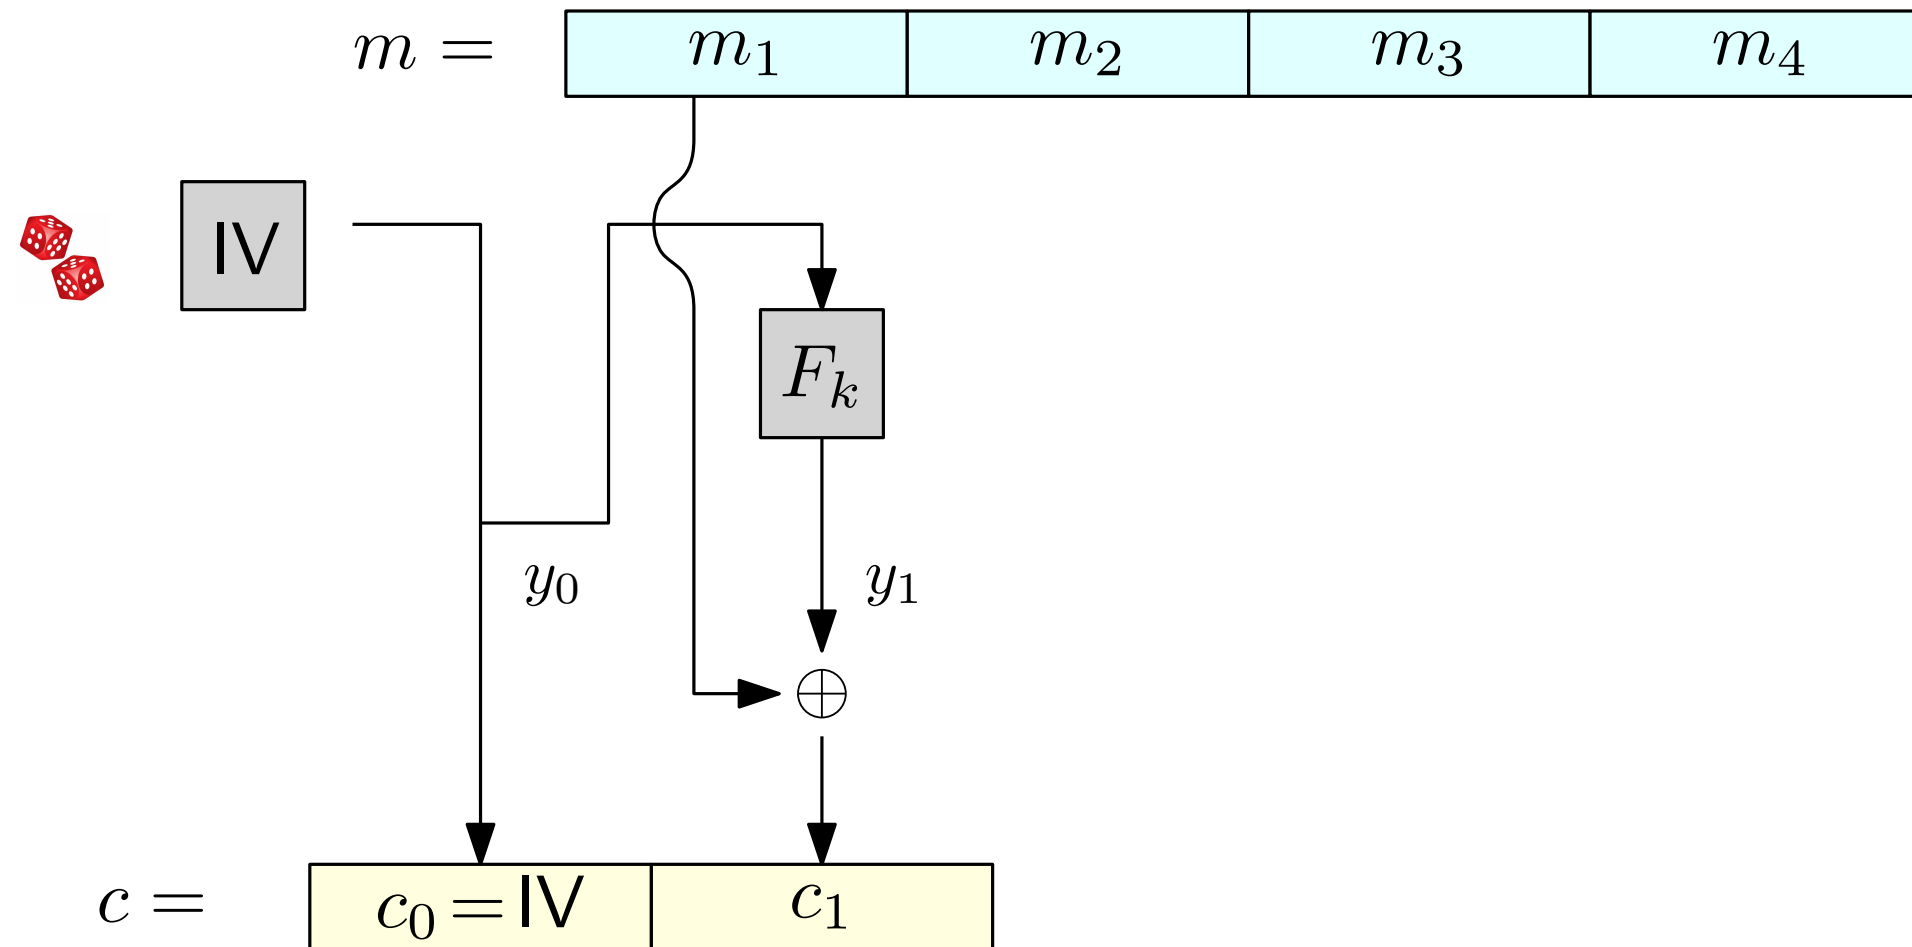 m = m₁ m₂ m₃ m₄
IV
Fₖ
y₀ y₁
c = c₀ = IV c₁